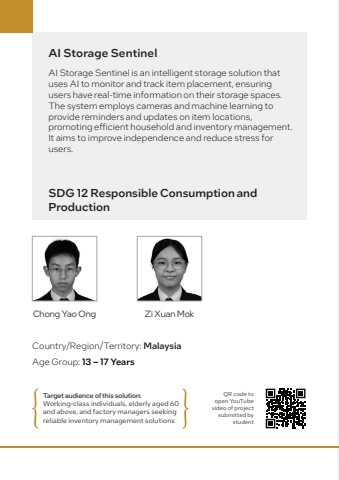 AI Storage Sentinel
AI Storage Sentinel is an intelligent storage solution that
uses AI to monitor and track item placement, ensuring
users have real-time information on their storage spaces.
The system employs cameras and machine learning to
provide reminders and updates on item locations,
promoting efficient household and inventory management.
It aims to improve independence and reduce stress for
users.
SDG 12 Responsible Consumption and
Production
Chong Yao Ong
Zi Xuan Mok
Country/Region/Territory: Malaysia
Age Group: 13 – 17 Years
Target audience of this solution:
Working-class individuals, elderly aged 60
and above, and factory managers seeking
reliable inventory management solutions
QR code to
open YouTube
video of project
submitted by
student